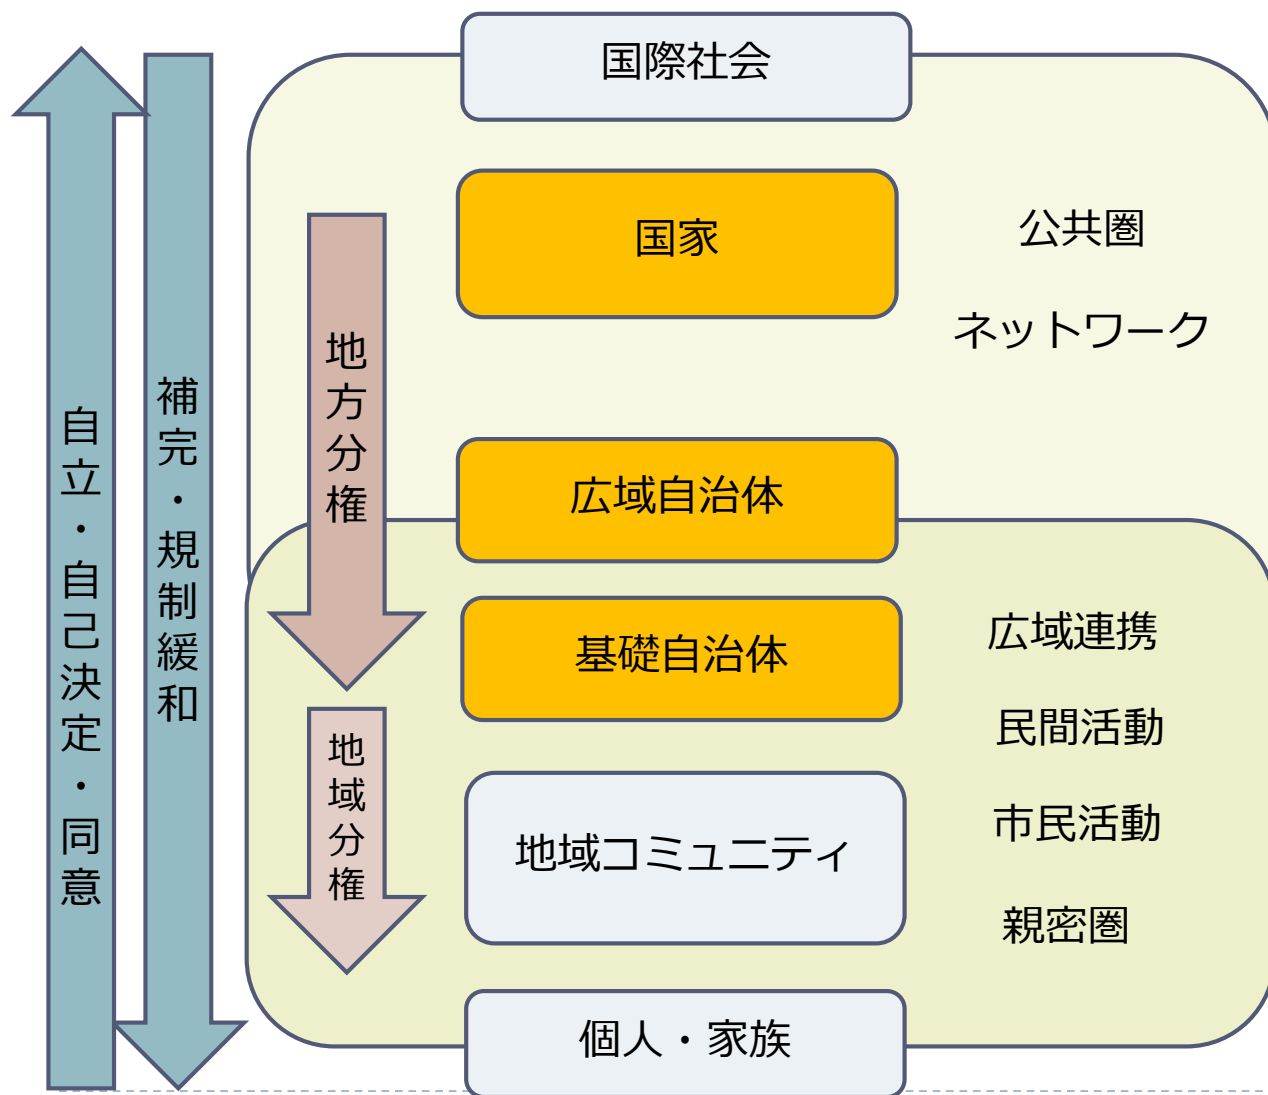 国際社会
国家
公共圏
ネットワーク
地方分権
補完・規制緩和
自立・自己決定・同意
広域自治体
基礎自治体
広域連携
民間活動
地域分権
地域コミュニティ
市民活動
親密圏
個人・家族